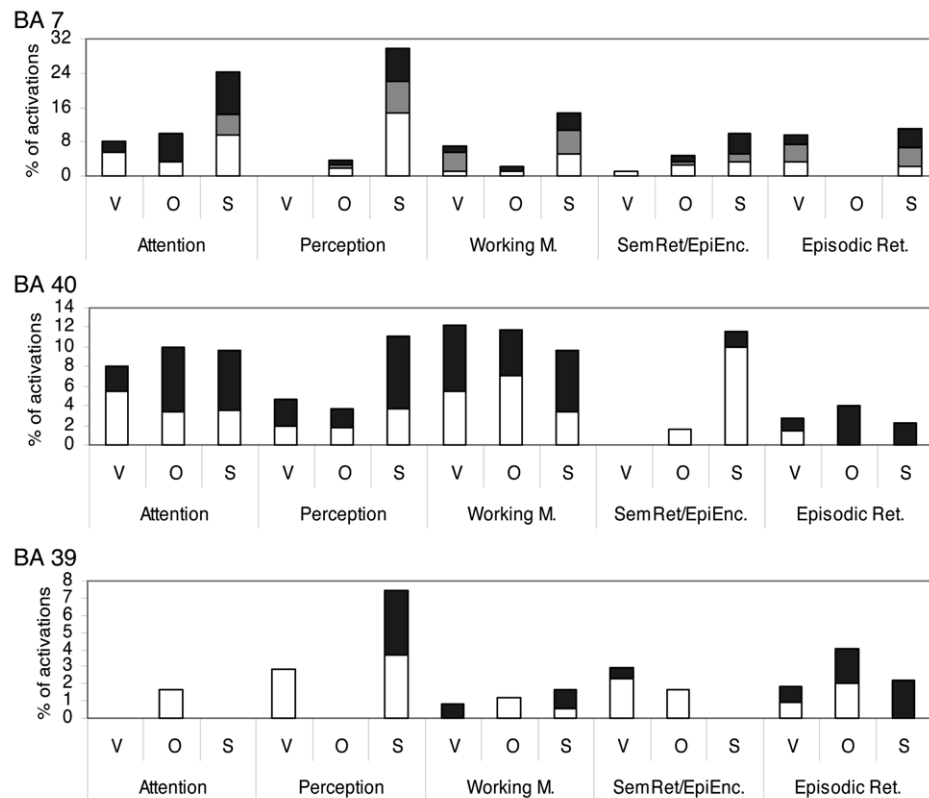 BA 7
% of activations
32
24
16
8
0
V O S V O S V O S V O S V O S
Attention Perception Working M. SemRet/EpiEnc. Episodic Ret.
BA 40
% of activations
14
12
10
8
6
4
2
0
V O S V O S V O S V O S V O S
Attention Perception Working M. SemRet/EpiEnc. Episodic Ret.
BA 39
% of activations
8
7
6
5
4
3
2
1
0
V O S V O S V O S V O S V O S
Attention Perception Working M. SemRet/EpiEnc. Episodic Ret.